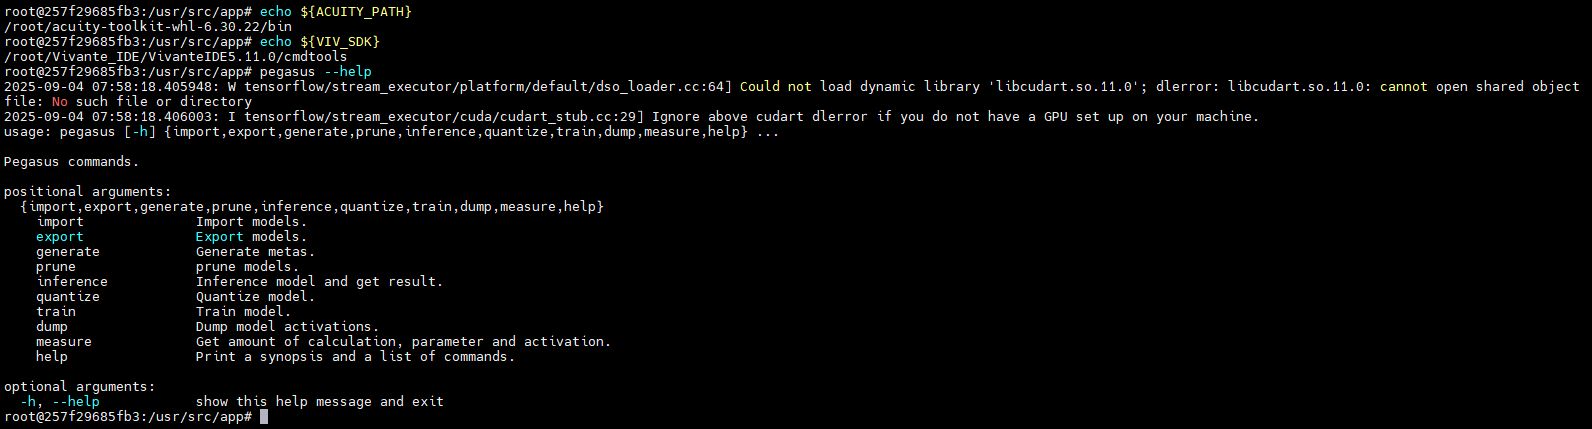 root@257f29685fb3:/usr/src/app# echo ${ACUITY_PATH}
/root/acuity-toolkit-whl-6.30.22/bin
root@257f29685fb3:/usr/src/app# echo ${VIV_SDK}
/root/Vivante_IDE/VivanteIDE5.11.0/cmdtools
root@257f29685fb3:/usr/src/app# pegasus --help
2025-09-04 07:58:18.405948: W tensorflow/stream_executor/platform/default/dso_loader.cc:64] Could not load dynamic library 'libcudart.so.11.0'; dlerror: libcudart.so.11.0: cannot open shared object
file: No such file or directory
2025-09-04 07:58:18.406003: I tensorflow/stream_executor/cuda/cudart_stub.cc:29] Ignore above cudart dlerror if you do not have a GPU set up on your machine.
usage: pegasus [-h] {import,export,generate,prune,inference,quantize,train,dump,measure,help} ...

Pegasus commands.

positional arguments:
  {import,export,generate,prune,inference,quantize,train,dump,measure,help}
    import              Import models.
    export              Export models.
    generate            Generate metas.
    prune               prune models.
    inference           Inference model and get result.
    quantize            Quantize model.
    train               Train model.
    dump                Dump model activations.
    measure             Get amount of calculation, parameter and activation.
    help                Print a synopsis and a list of commands.

optional arguments:
  -h, --help            show this help message and exit
root@257f29685fb3:/usr/src/app#